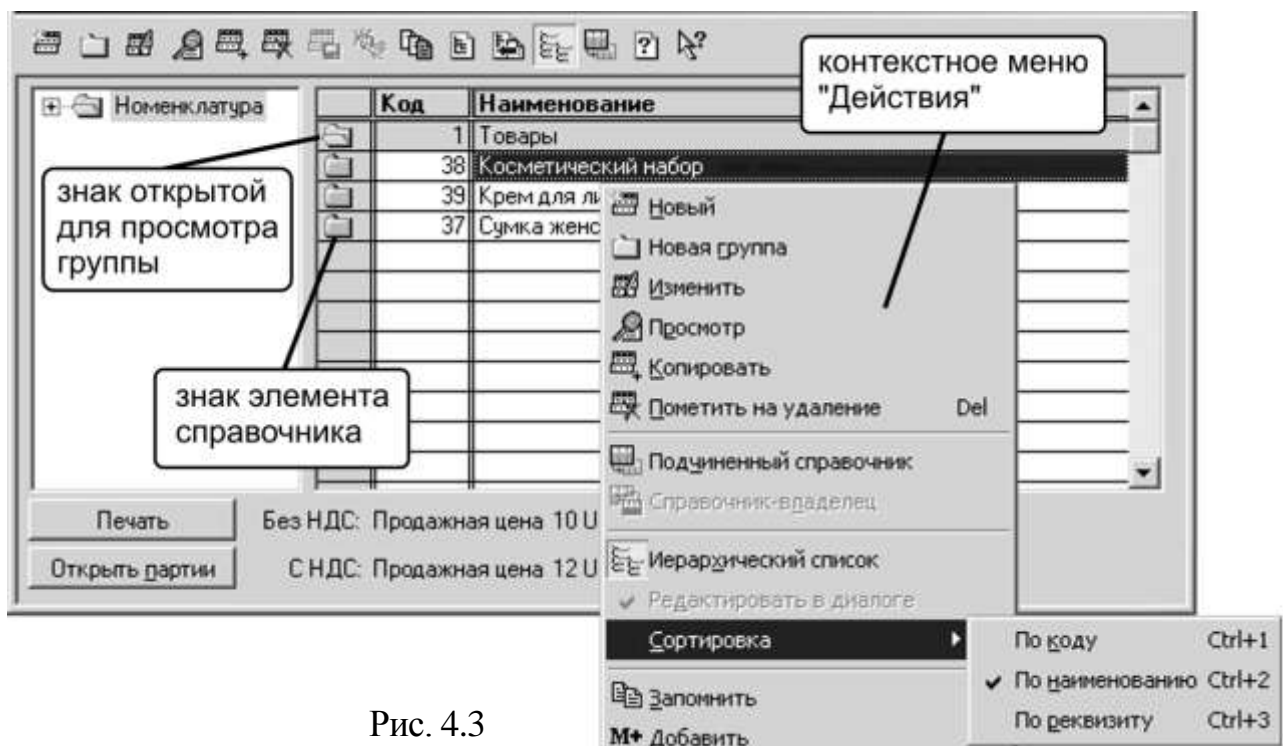 контекстное меню
"Действия"
Номенклатура
Код Наименование
1 Товары
38 Косметический набор
39 Крем для ли
37 Сумка женс
знак открытой
для просмотра
группы
знак элемента
справочника
Новый
Новая группа
Изменить
Просмотр
Копировать
Пометить на удаление Del
Подчиненный справочник
Справочник-владелец
Иерархический список
Редактировать в диалоге
Сортировка
По коду Ctrl+1
По наименованию Ctrl+2
По реквизиту Ctrl+3
Запомнить
M+ Добавить
Печать
Без НДС: Продажная цена 10 U
Открыть партии
С НДС: Продажная цена 12 U
Рис. 4.3